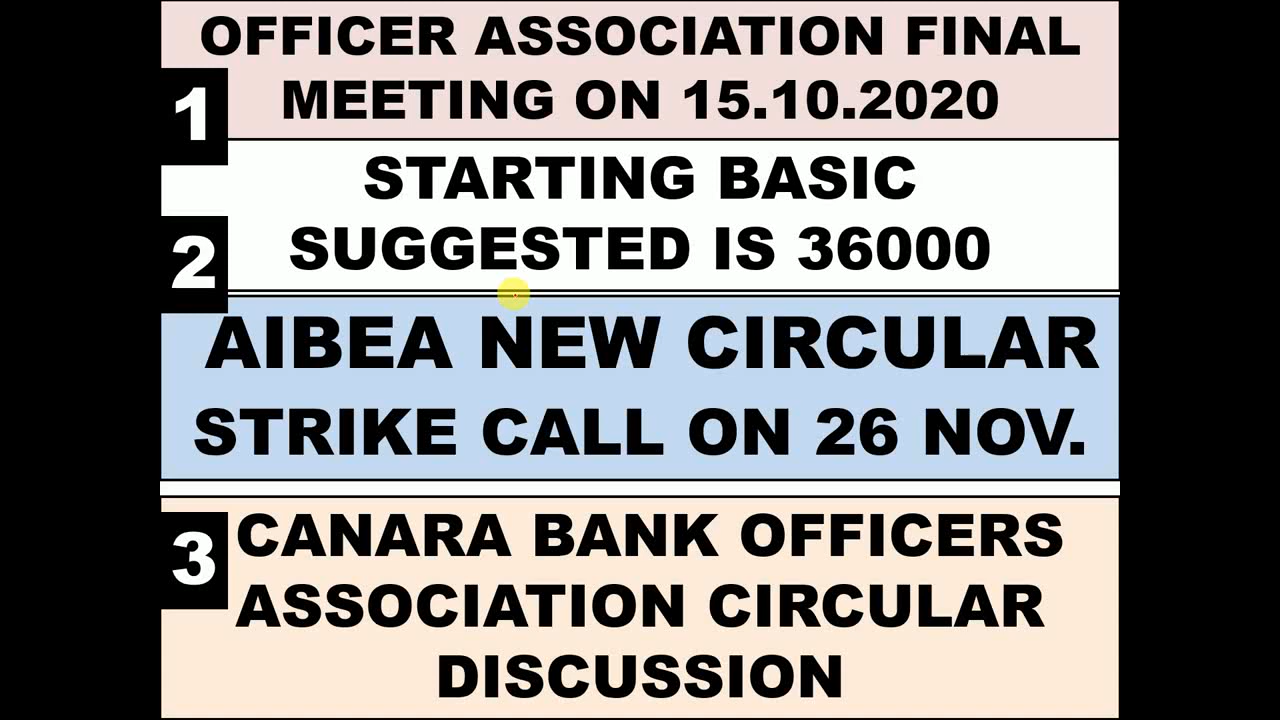 OFFICER ASSOCIATION FINAL
1
MEETING ON 15.10.2020
STARTING BASIC
2
SUGGESTED IS 36000
AIBEA NEW CIRCULAR
STRIKE CALL ON 26 NOV.
3
CANARA BANK OFFICERS
ASSOCIATION CIRCULAR
DISCUSSION